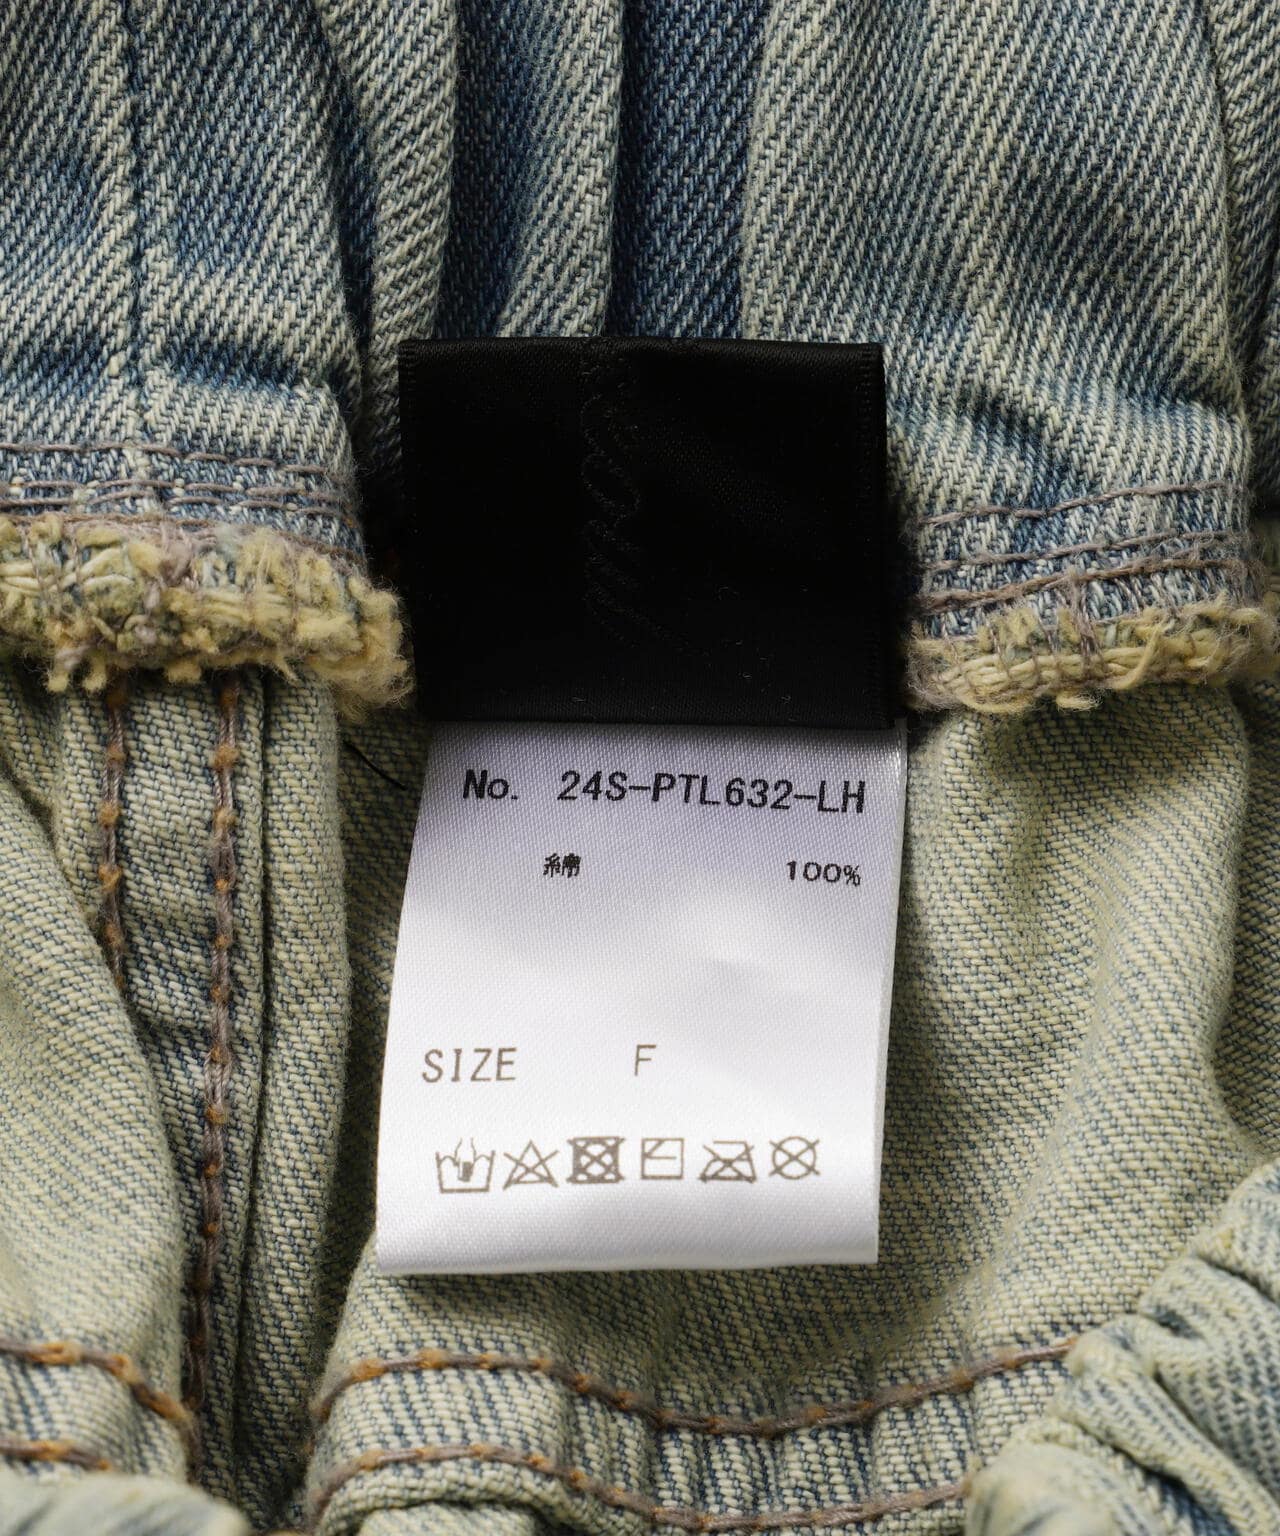 No. 24S-PTL632-LH
綿 100%
SIZE F